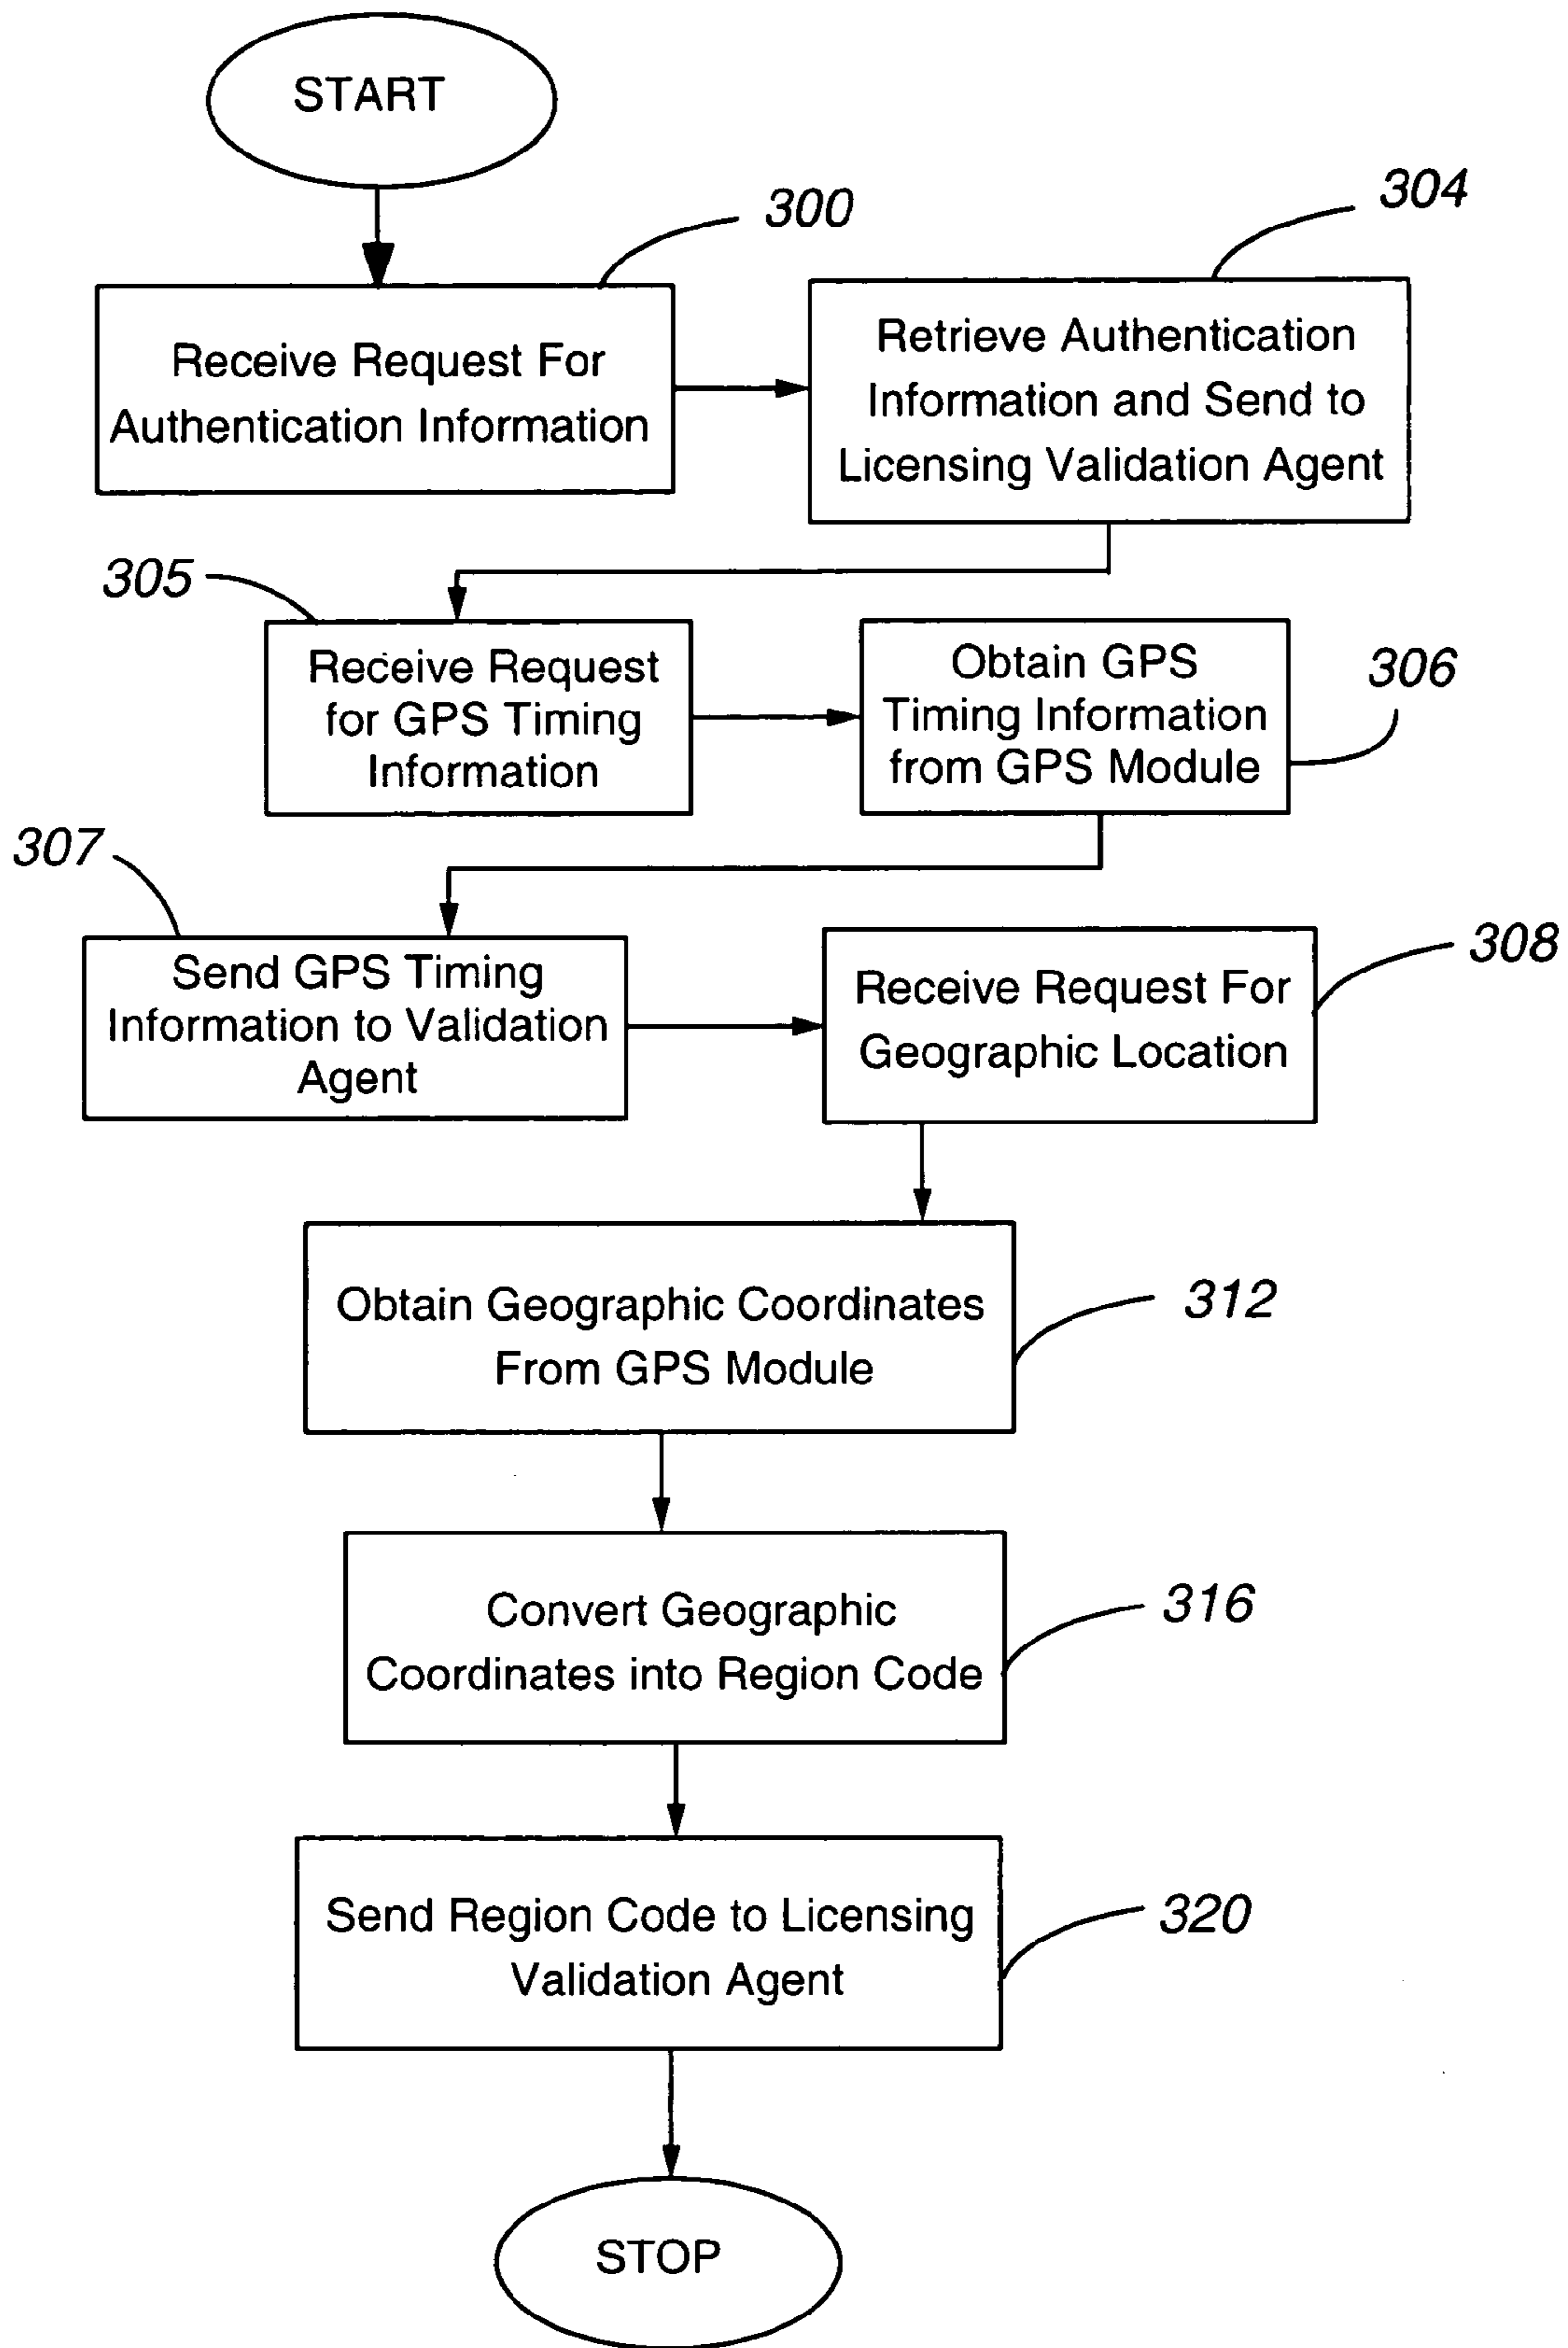 START
300
304
Receive Request For
Authentication Information
Retrieve Authentication
Information and Send to
Licensing Validation Agent
305
Receive Request
for GPS Timing
Information
Obtain GPS
Timing Information
from GPS Module
306
307
Send GPS Timing
Information to Validation
Agent
Receive Request For
Geographic Location
308
Obtain Geographic Coordinates
From GPS Module
312
Convert Geographic
Coordinates into Region Code
316
Send Region Code to Licensing
Validation Agent
320
STOP